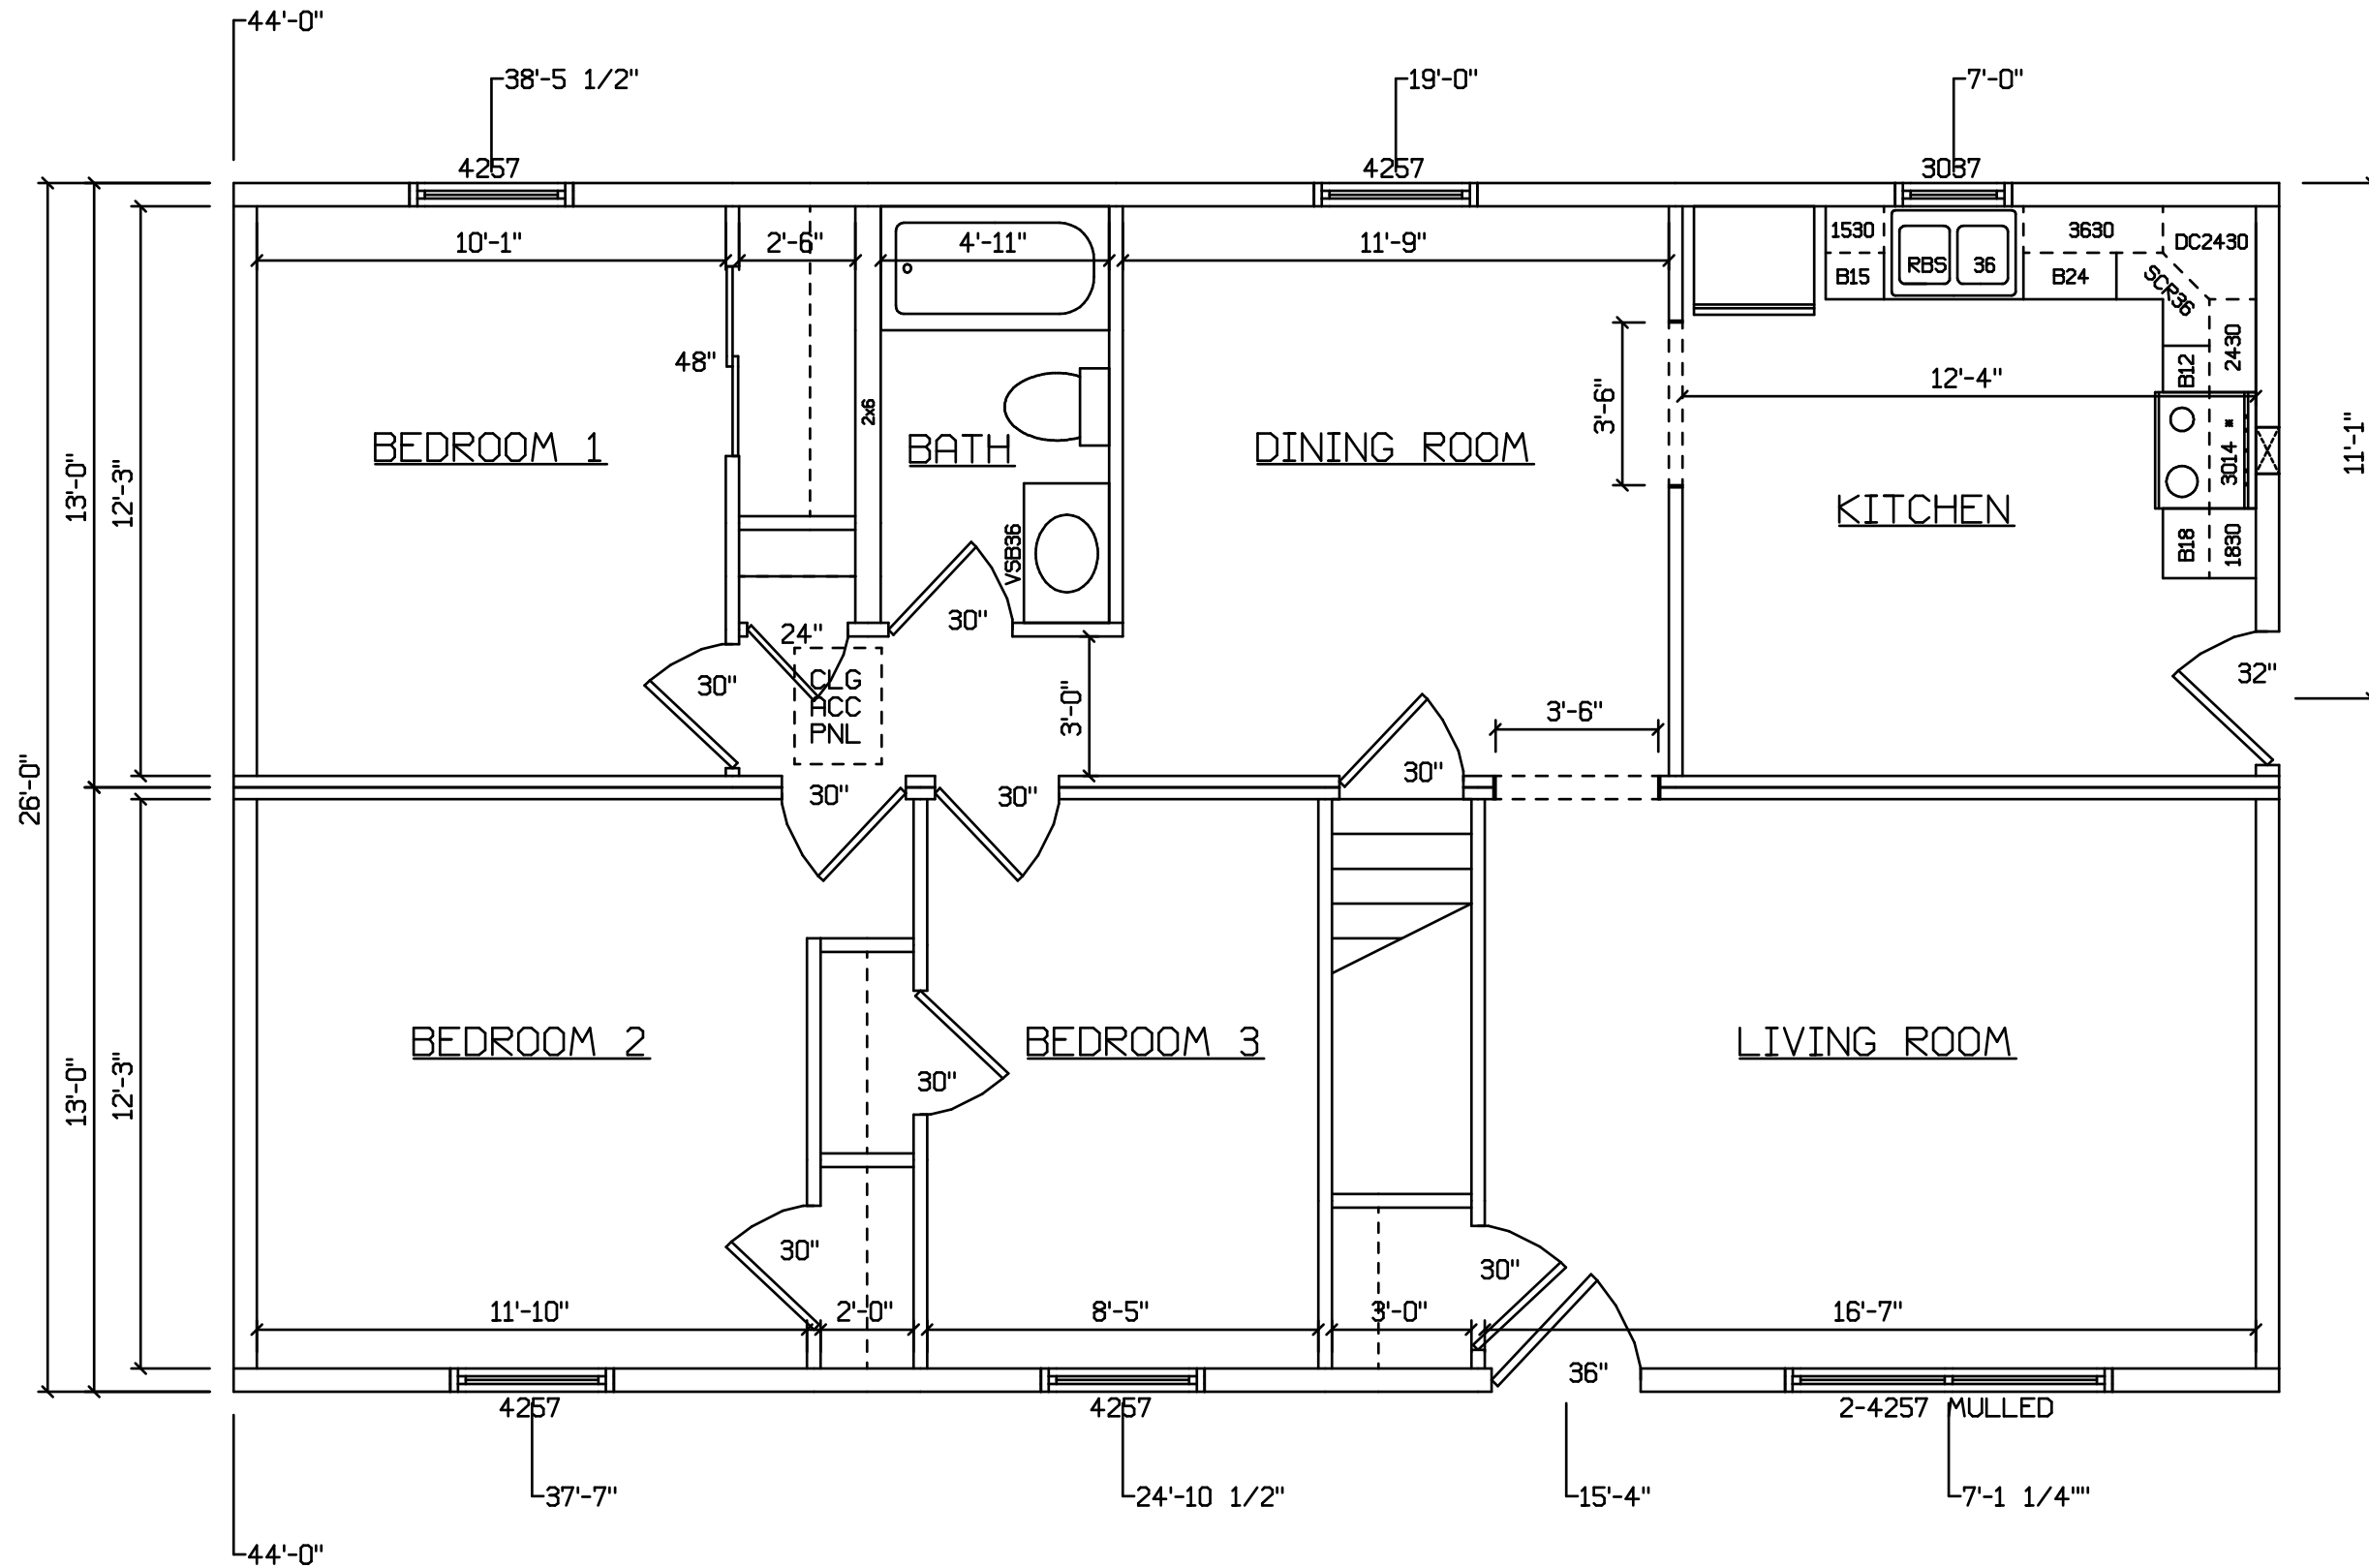 44'-0"
38'-5 1/2"
19'-0"
7'-0"
4257
4257
3037
10'-1"
2'-6"
4'-11"
11'-9"
1530
RBS
36
3630
DC2430
B15
B24
SCR36
2430
B12
48"
2x6
3'-6"
12'-4"
3014 *
11'-1"
BEDROOM 1
BATH
DINING ROOM
KITCHEN
13'-0"
12'-3"
VSB36
B18
1830
24"
30"
30"
32"
CLG
ACC
PNL
3'-0"
3'-6"
26'-0"
30"
30"
30"
BEDROOM 2
BEDROOM 3
LIVING ROOM
13'-0"
12'-3"
30"
30"
30"
11'-10"
2'-0"
8'-5"
3'-0"
16'-7"
36"
4257
4257
2-4257 MULLED
37'-7"
24'-10 1/2"
15'-4"
7'-1 1/4""
44'-0"